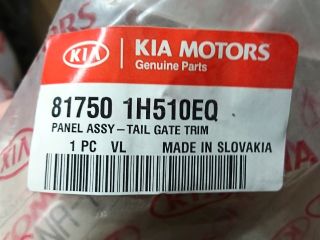 KIA
KIA MOTORS
Genuine Parts
81750 1H510EQ
PANEL ASSY-TAIL GATE TRIM
1 PC VL MADE IN SLOVAKIA